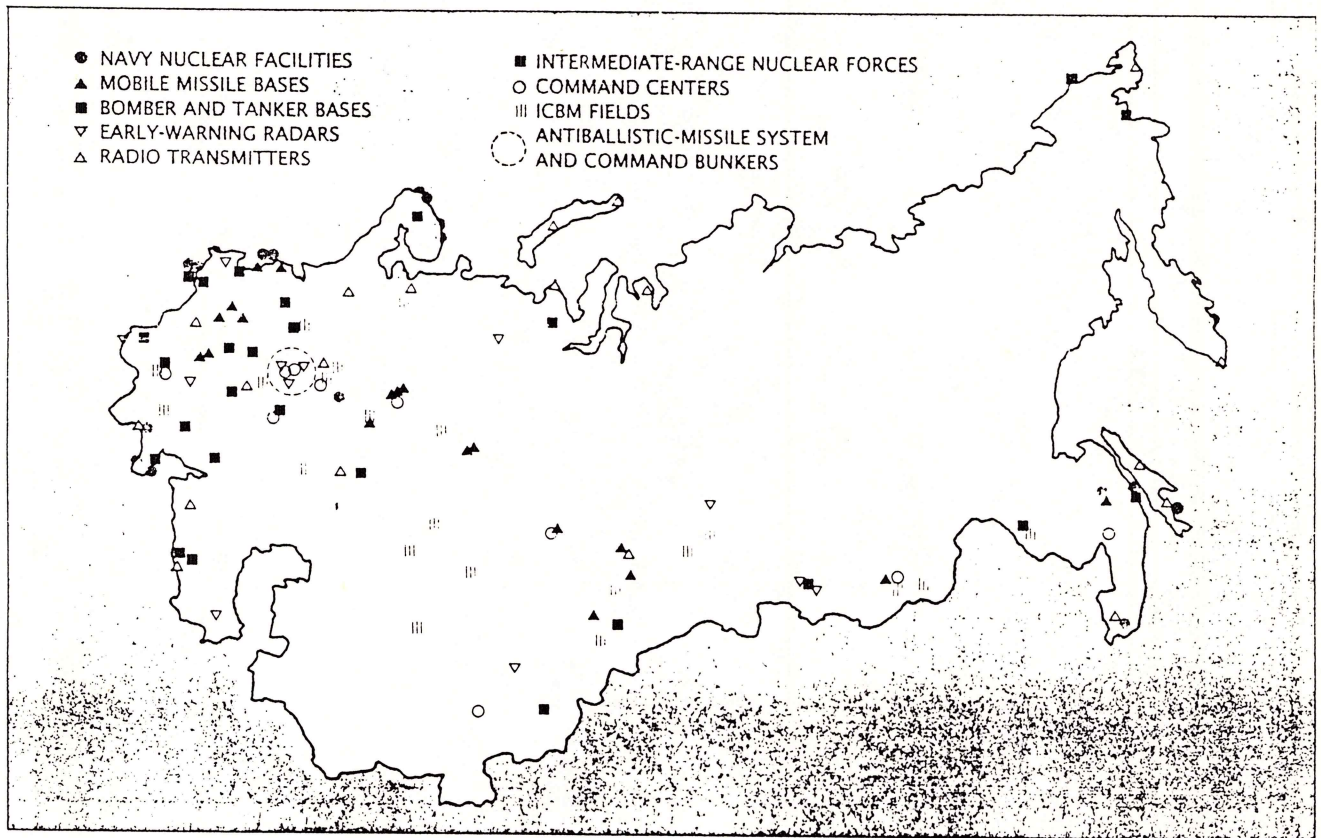 NAVY NUCLEAR FACILITIES
MOBILE MISSILE BASES
BOMBER AND TANKER BASES
EARLY-WARNING RADARS
RADIO TRANSMITTERS
INTERMEDIATE-RANGE NUCLEAR FORCES
COMMAND CENTERS
ICBM FIELDS
ANTIBALLISTIC-MISSILE SYSTEM
AND COMMAND BUNKERS